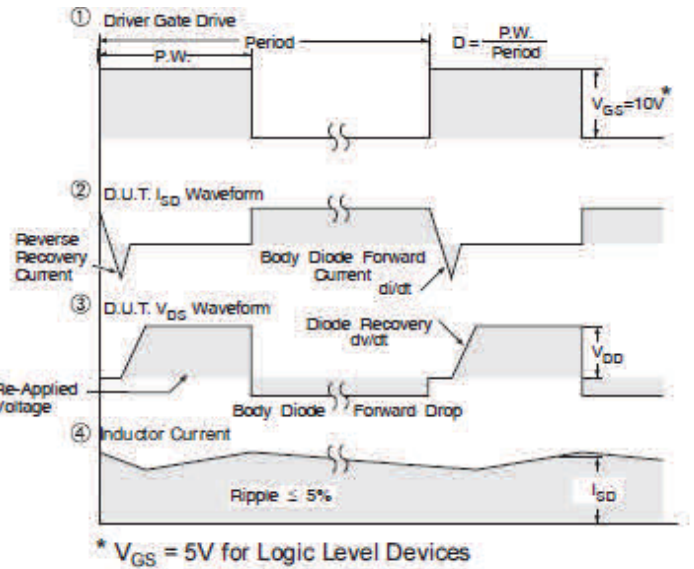 ① Driver Gate Drive
P.W.
Period
D = P.W.
Period
VGS=10V*
② D.U.T. ISD Waveform
Reverse
Recovery
Current
Body Diode Forward
Current
di/dt
③ D.U.T. VDS Waveform
Diode Recovery
dv/dt
VDD
Re-Applied
Voltage
Body Diode Forward Drop
④ Inductor Current
Ripple ≤ 5%
ISD
* VGS = 5V for Logic Level Devices